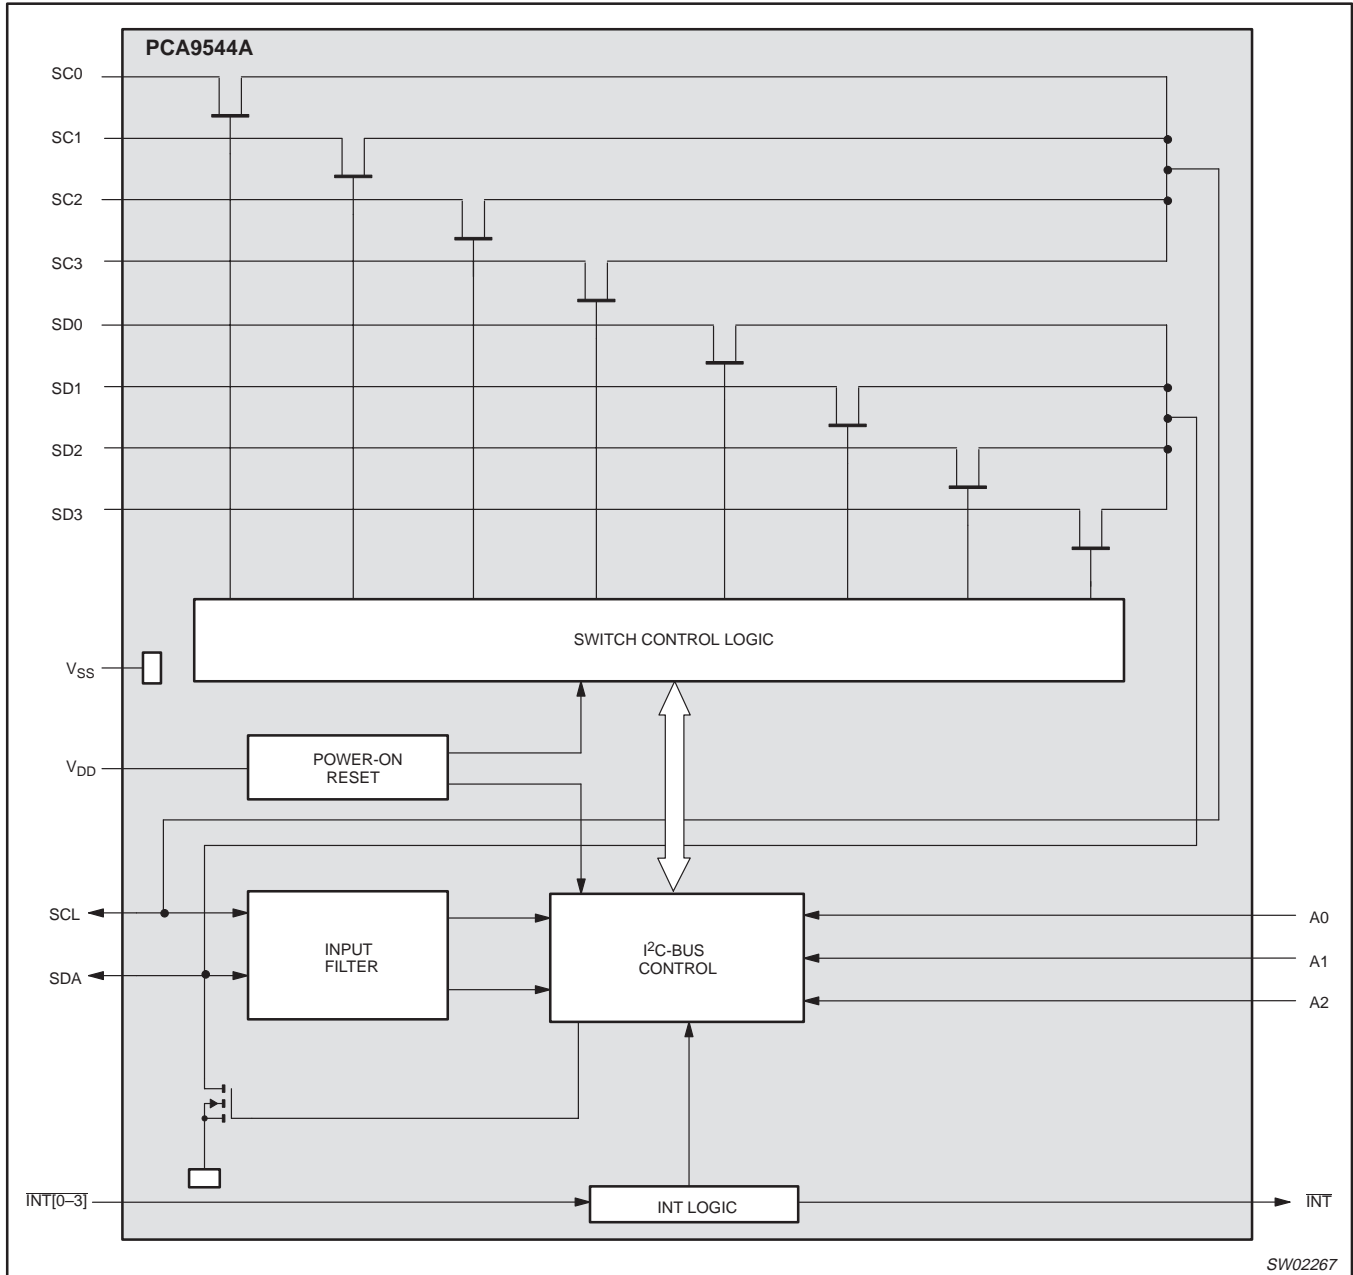 PCA9544A
SC0
SC1
SC2
SC3
SD0
SD1
SD2
SD3
SWITCH CONTROL LOGIC
VSS
POWER-ON
RESET
VDD
SCL
INPUT
FILTER
SDA
I²C-BUS
CONTROL
A0
A1
A2
INT[0–3]
INT LOGIC
INT
SW02267